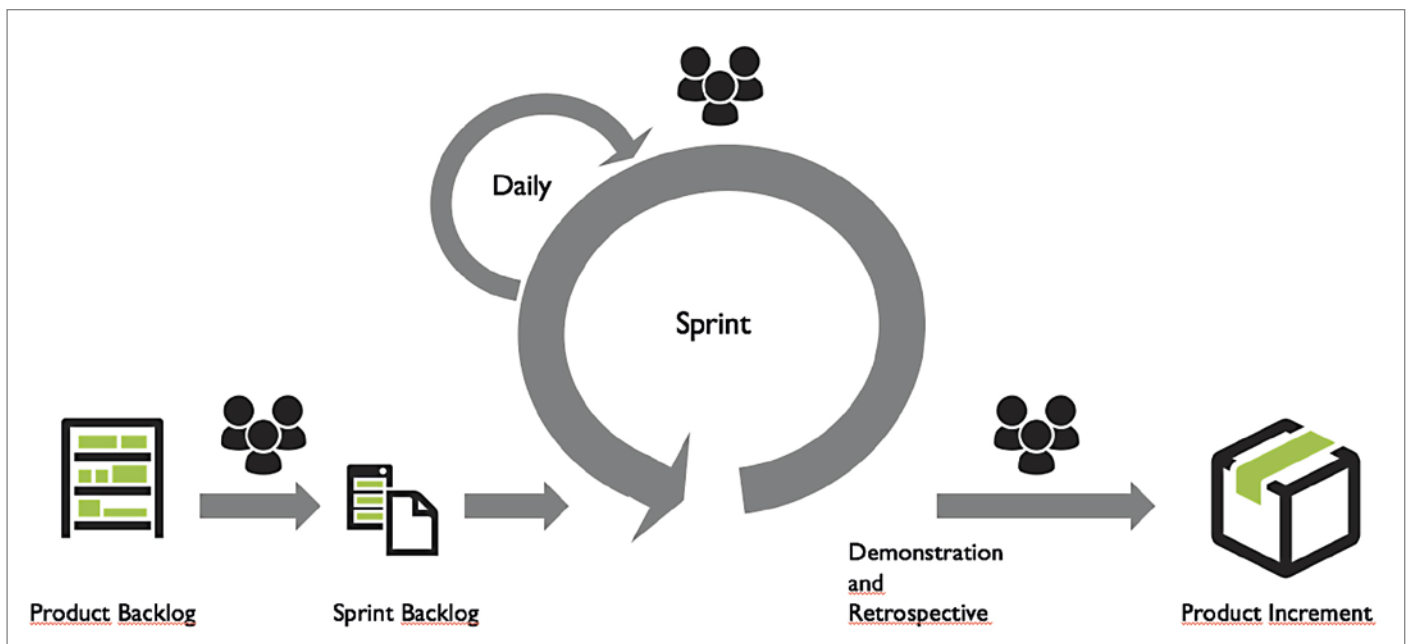 Daily
Sprint
Product Backlog
Sprint Backlog
Demonstration
and
Retrospective
Product Increment